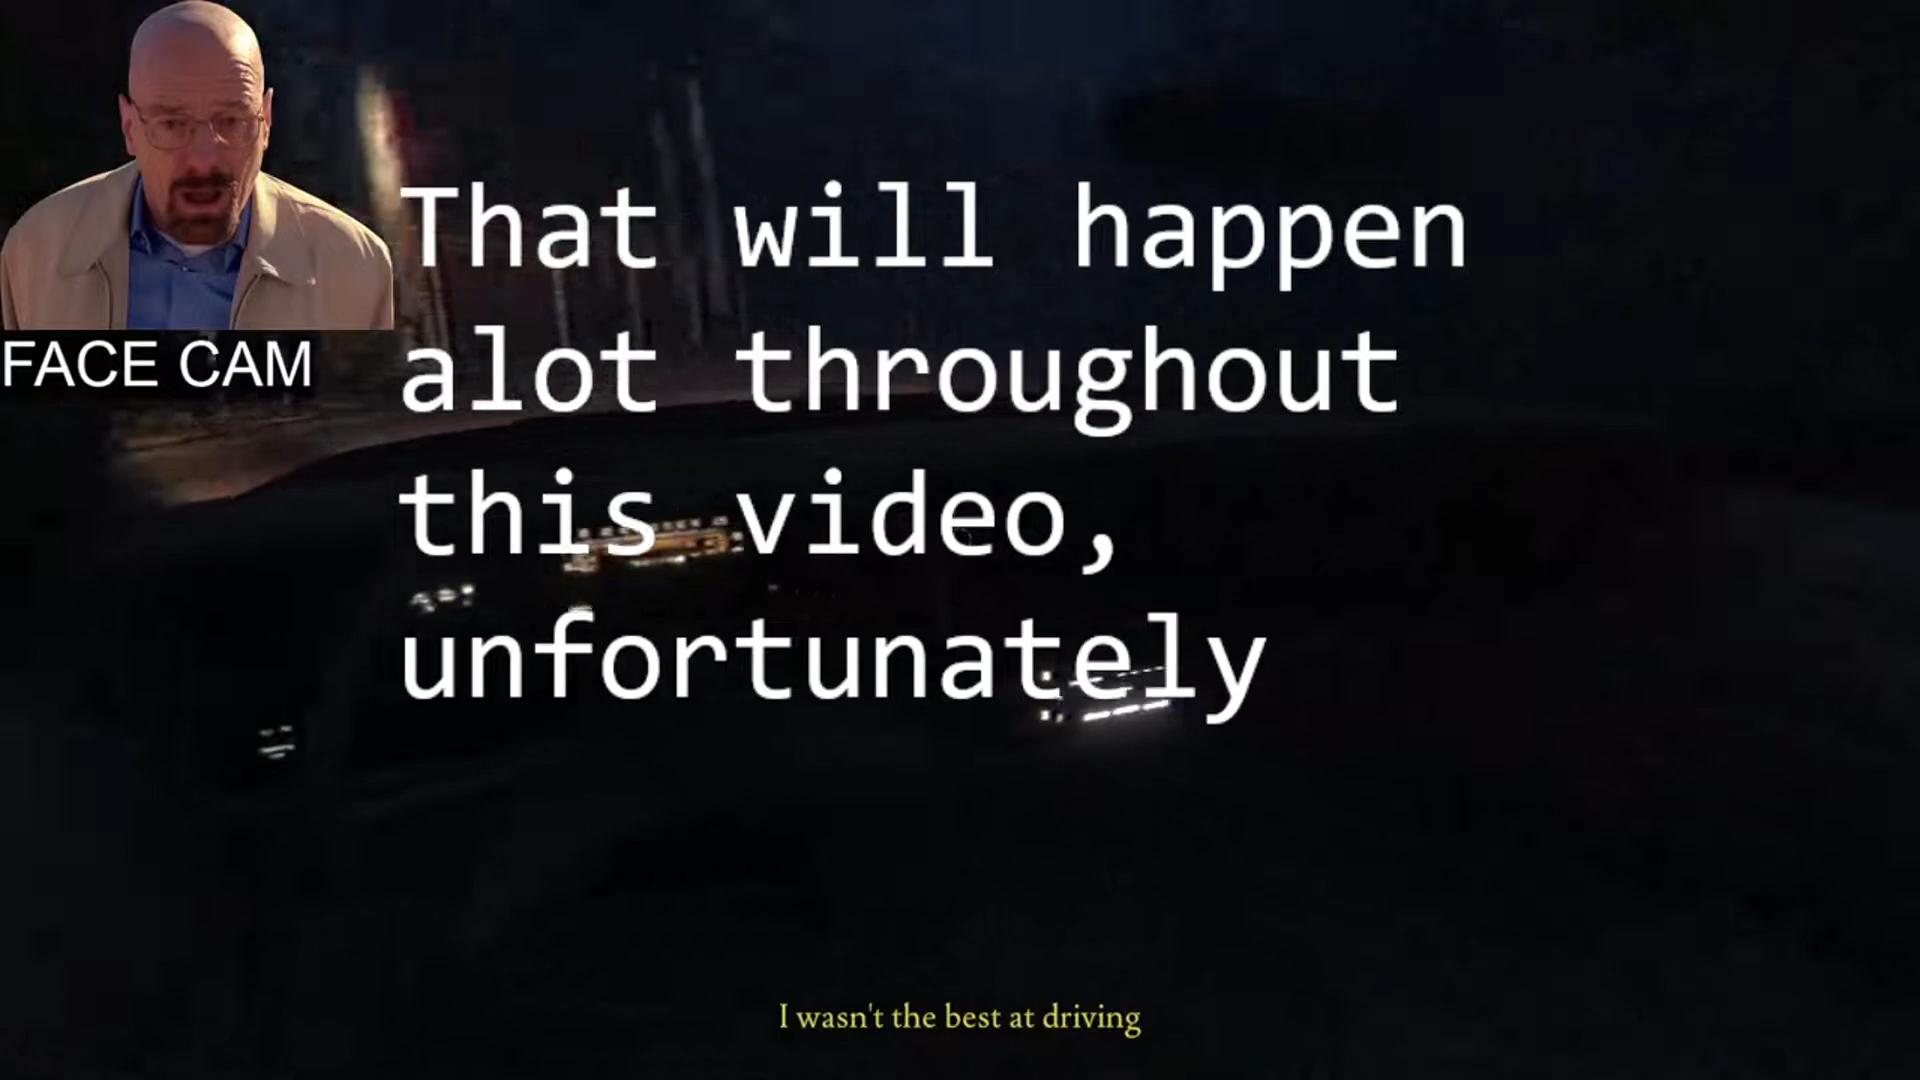 FACE CAM
That will happen
alot throughout
this video,
unfortunately
I wasn't the best at driving